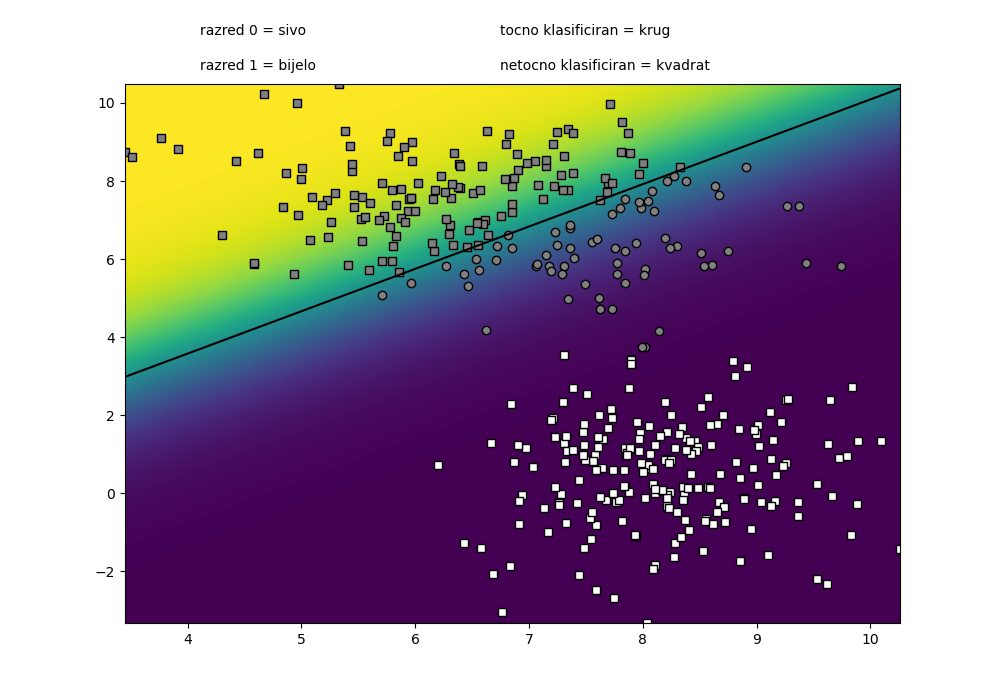 razred 0 = sivo
tocno klasificiran = krug
razred 1 = bijelo
netocno klasificiran = kvadrat
10
8
6
4
2
0
−2
4 5 6 7 8 9 10